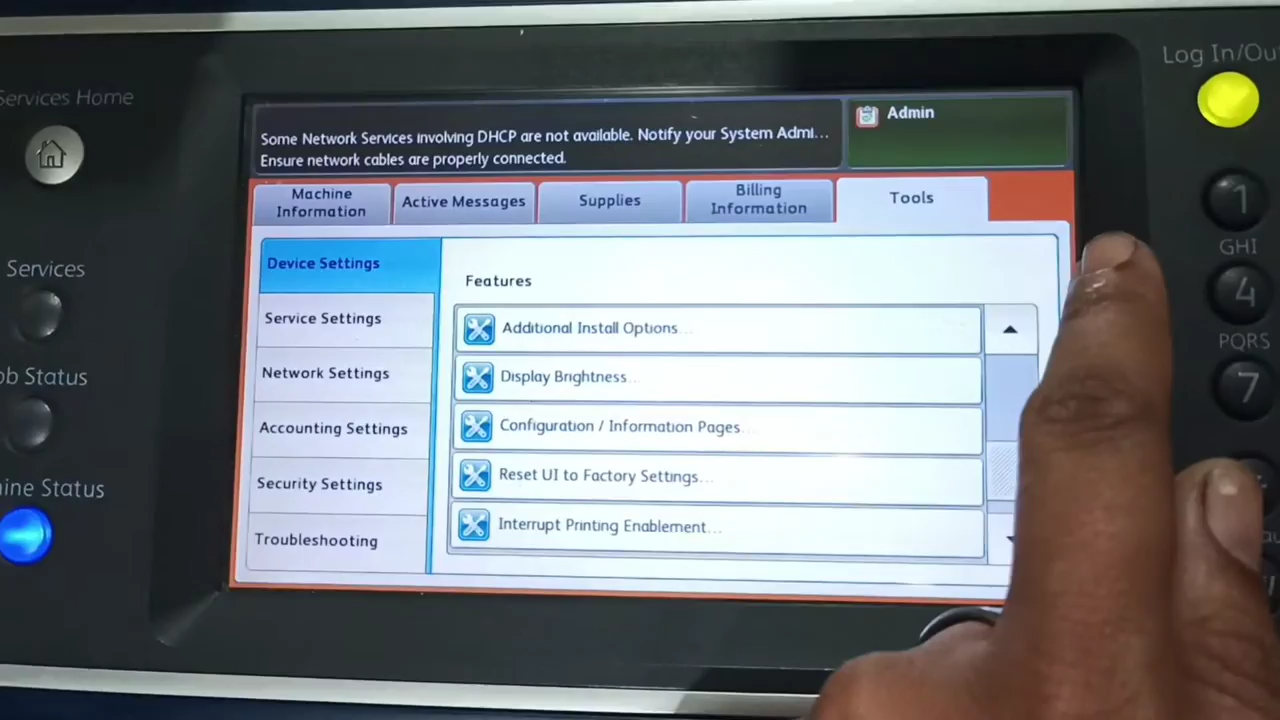 Services Home
Log In/Ou
Some Network Services involving DHCP are not available. Notify your System Admi...
Ensure network cables are properly connected.
Admin
Machine
Information
Active Messages
Supplies
Billing
Information
Tools
1
Services
Device Settings
Features
GHI
4
Service Settings
Additional Install Options...
PQRS
7
ob Status
Network Settings
Display Brightness...
Accounting Settings
Configuration / Information Pages...
ine Status
Security Settings
Reset UI to Factory Settings...
Troubleshooting
Interrupt Printing Enablement...